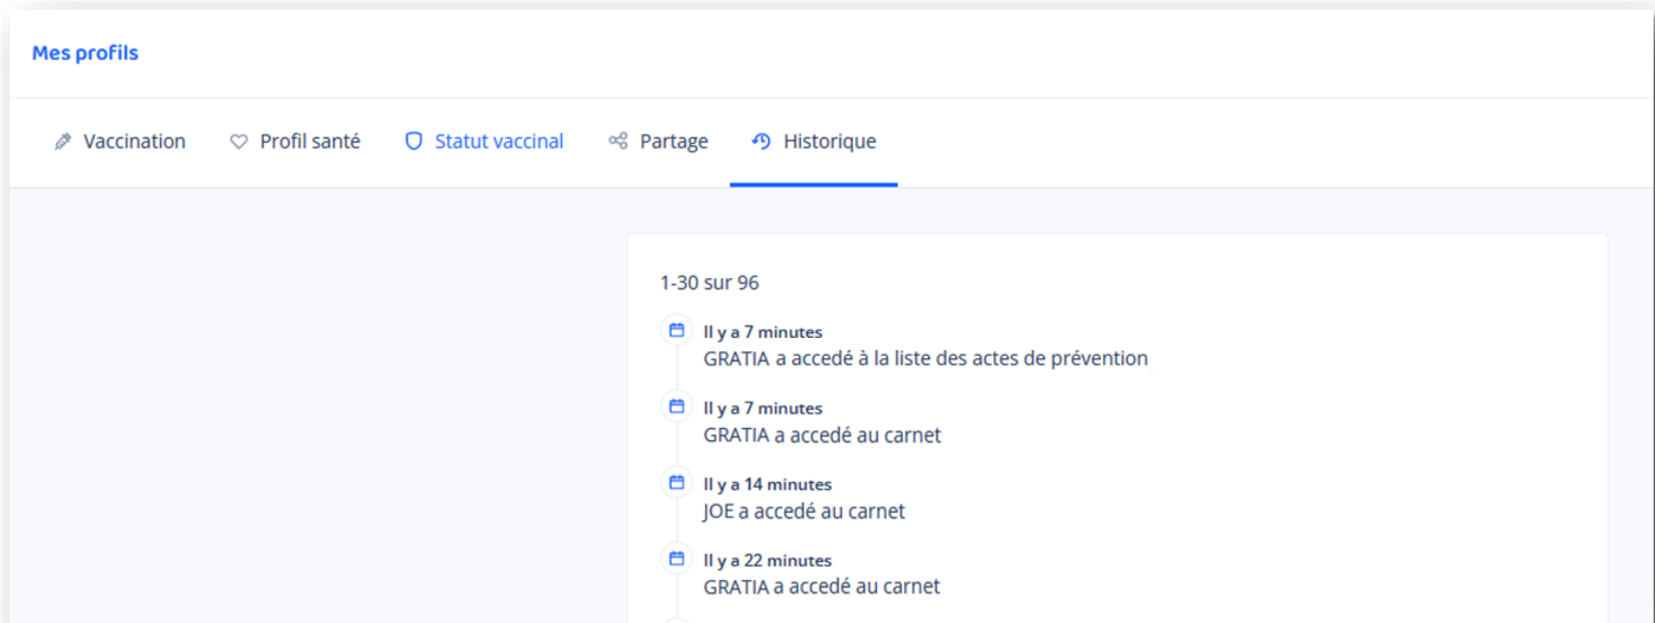 Mes profils
Vaccination
Profil santé
Statut vaccinal
Partage
Historique
1-30 sur 96
Il y a 7 minutes
GRATIA a accedé à la liste des actes de prévention
Il y a 7 minutes
GRATIA a accedé au carnet
Il y a 14 minutes
JOE a accedé au carnet
Il y a 22 minutes
GRATIA a accedé au carnet